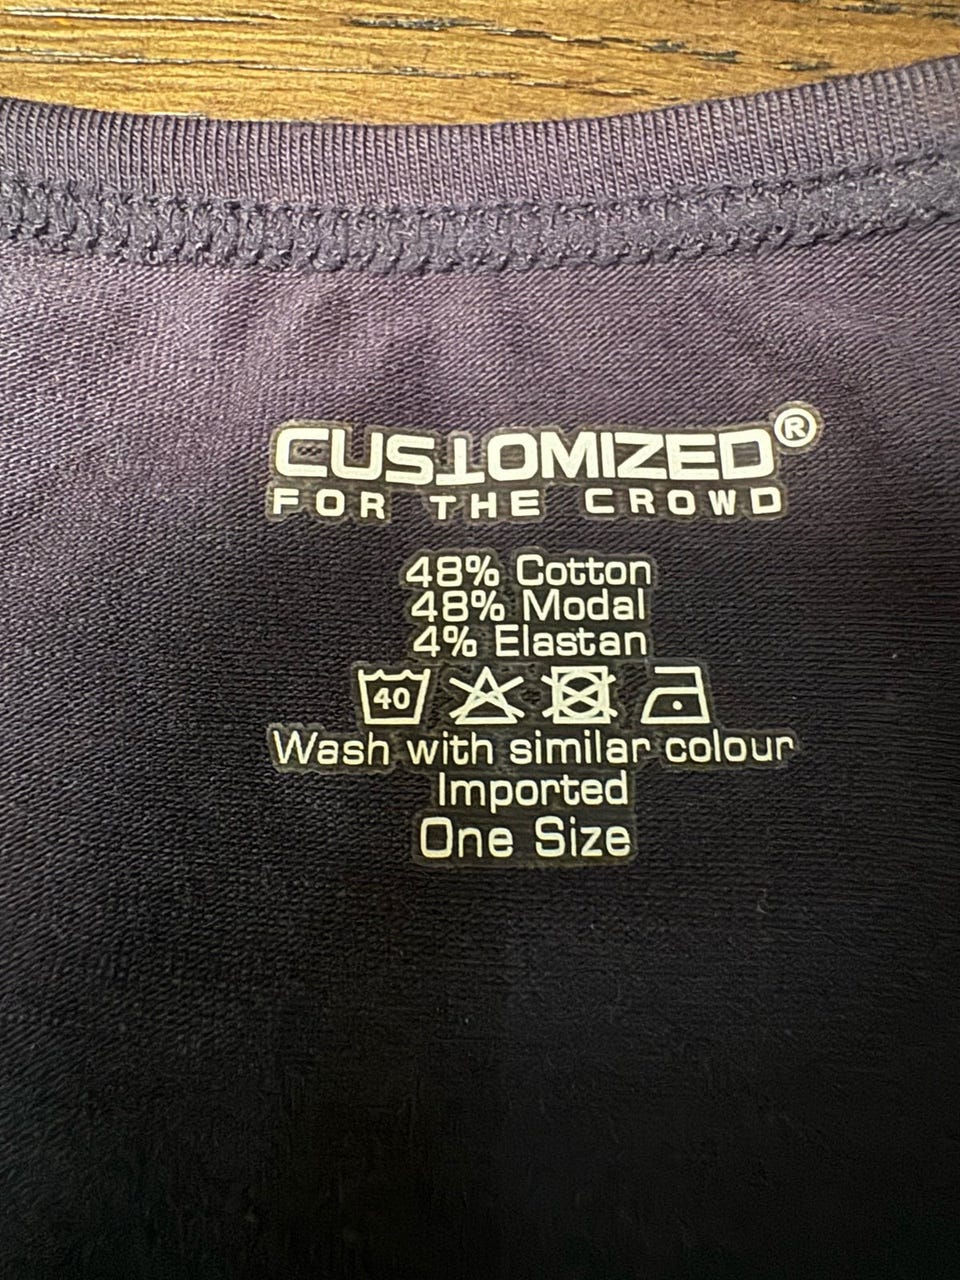 CUSTOMIZED®
FOR THE CROWD
48% Cotton
48% Modal
4% Elastan
40
Wash with similar colour
Imported
One Size